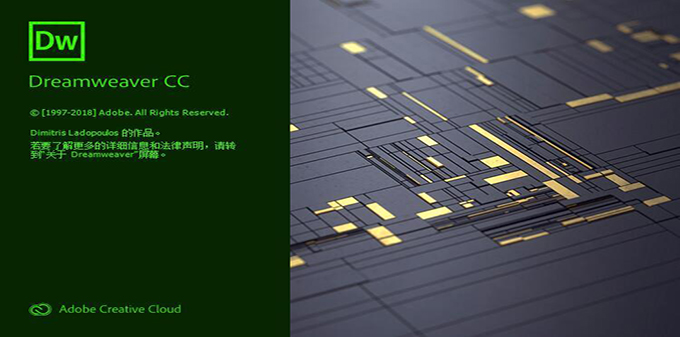 Dw
Dreamweaver CC
© [1997-2018] Adobe. All Rights Reserved.
Dimitris Ladopoulos 的作品。
若要了解更多的详细信息和法律声明，请转
到“关于 Dreamweaver”屏幕。
Adobe Creative Cloud